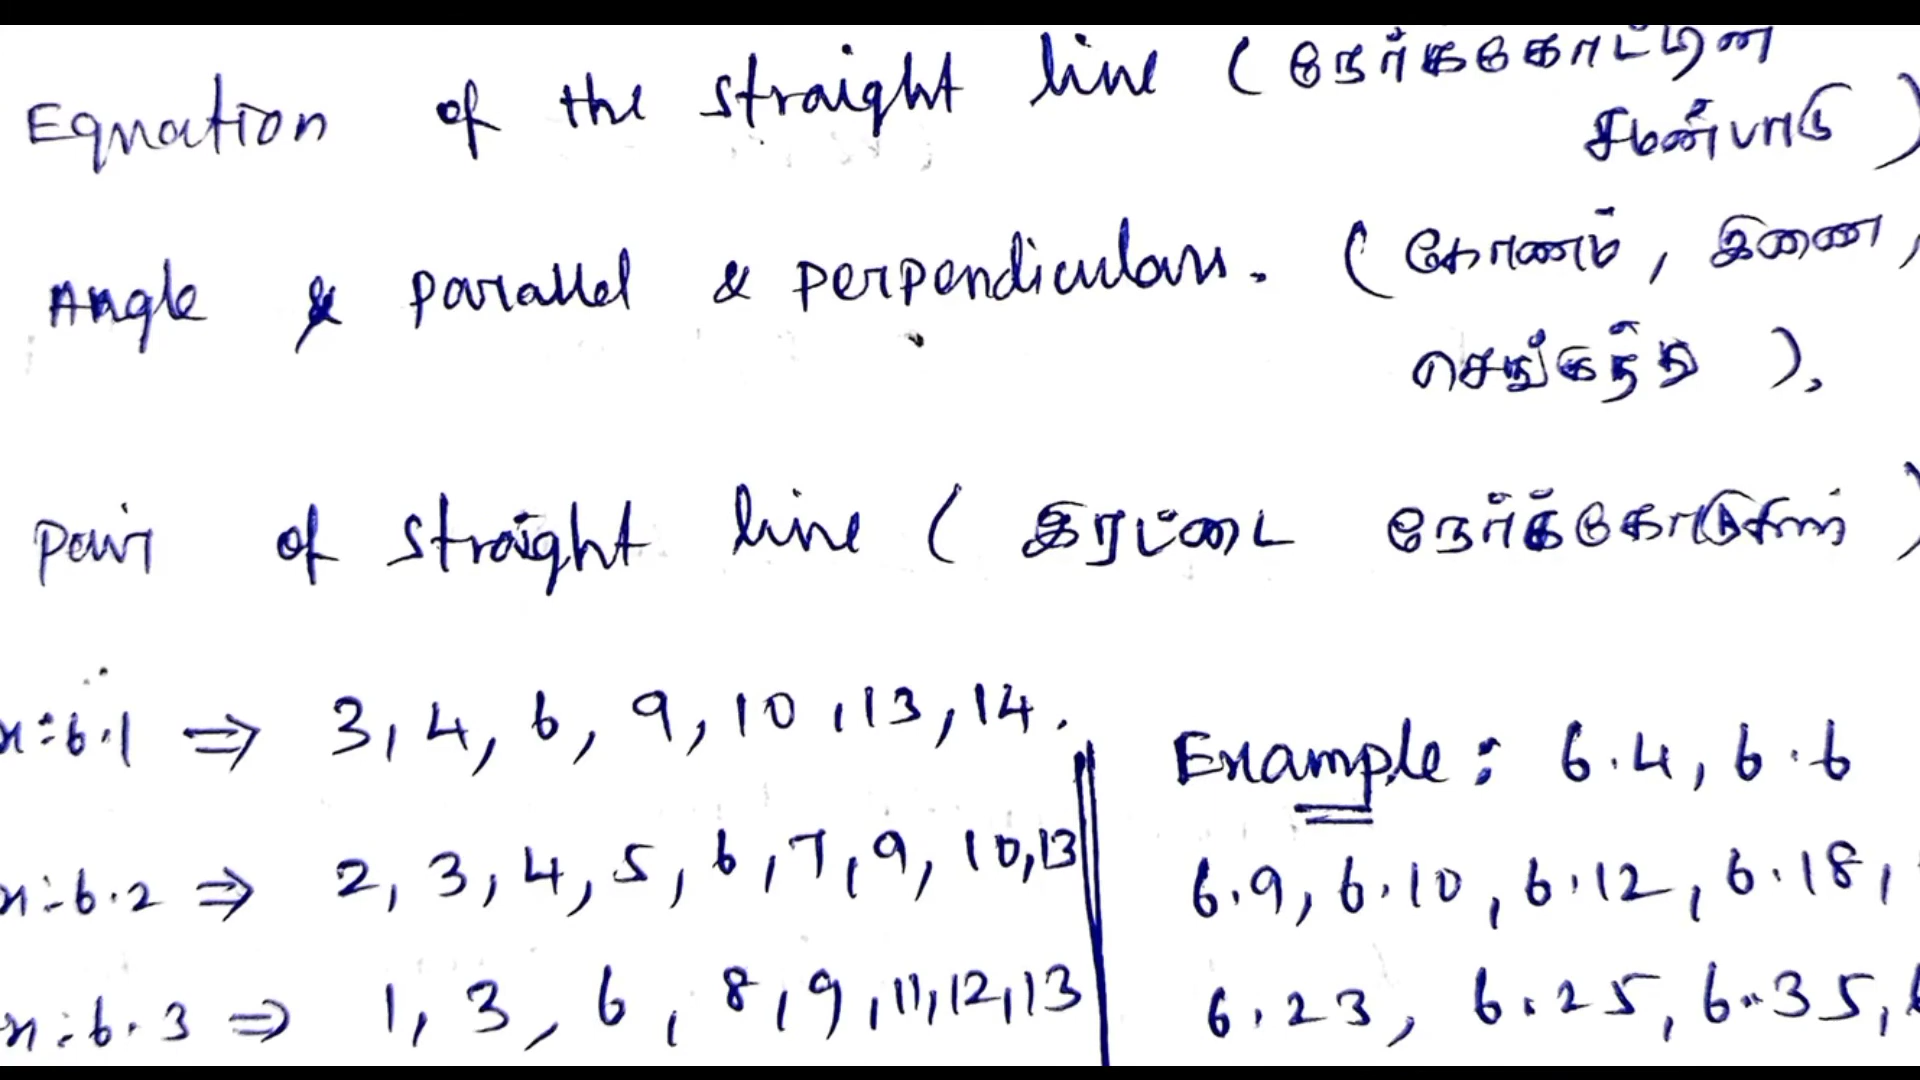 Equation of the straight line (நேர்க்கோட்டின்
சமன்பாடு)
Angle & parallel & perpendiculars. (கோணம், இணை,
செங்குத்து).
pair of straight line (இரட்டை நேர்க்கோடுகள்)
x:6.1 ⇒ 3, 4, 6, 9, 10, 13, 14.
x:6.2 ⇒ 2, 3, 4, 5, 6, 7, 9, 10, 13
x:6.3 ⇒ 1, 3, 6, 8, 9, 11, 12, 13
Example: 6.4, 6.6
6.9, 6.10, 6.12, 6.18,
6.23, 6.25, 6.35,